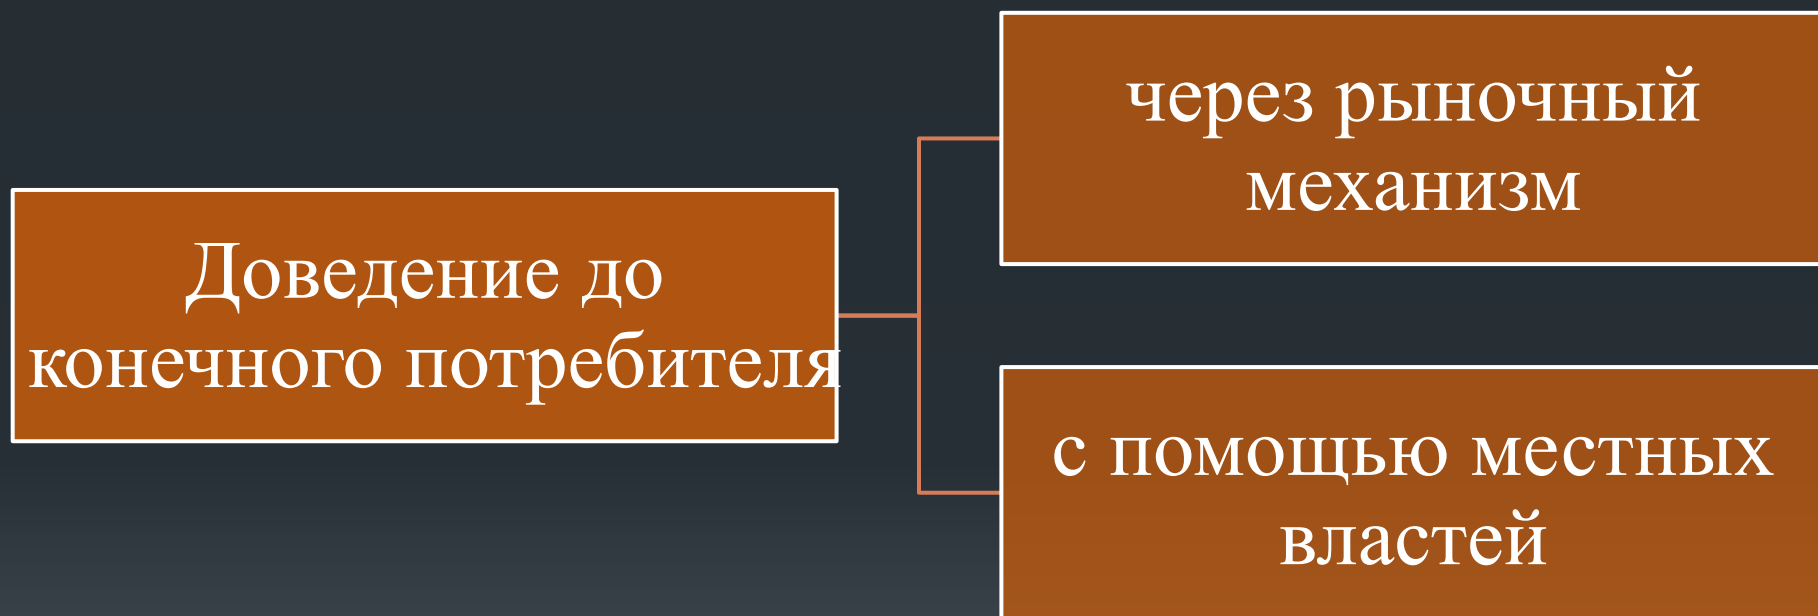 Доведение до
конечного потребителя
через рыночный
механизм
с помощью местных
властей